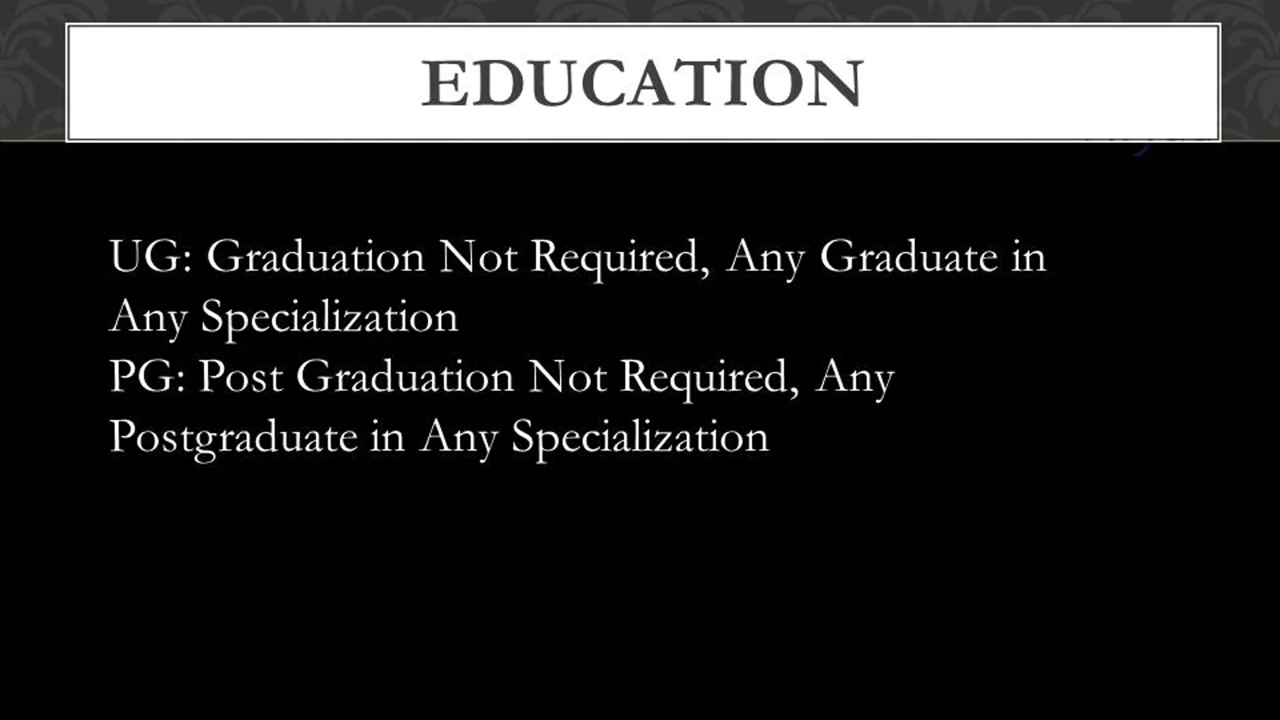 EDUCATION
UG: Graduation Not Required, Any Graduate in
Any Specialization
PG: Post Graduation Not Required, Any
Postgraduate in Any Specialization